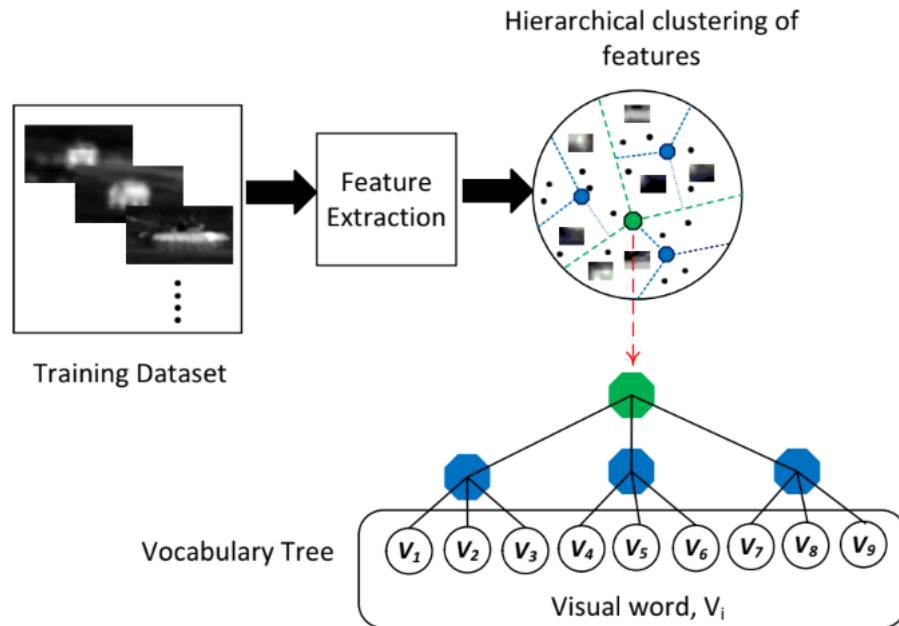 Hierarchical clustering of
features
Feature
Extraction
Training Dataset
Vocabulary Tree
V1 V2 V3 V4 V5 V6 V7 V8 V9
Visual word, Vi